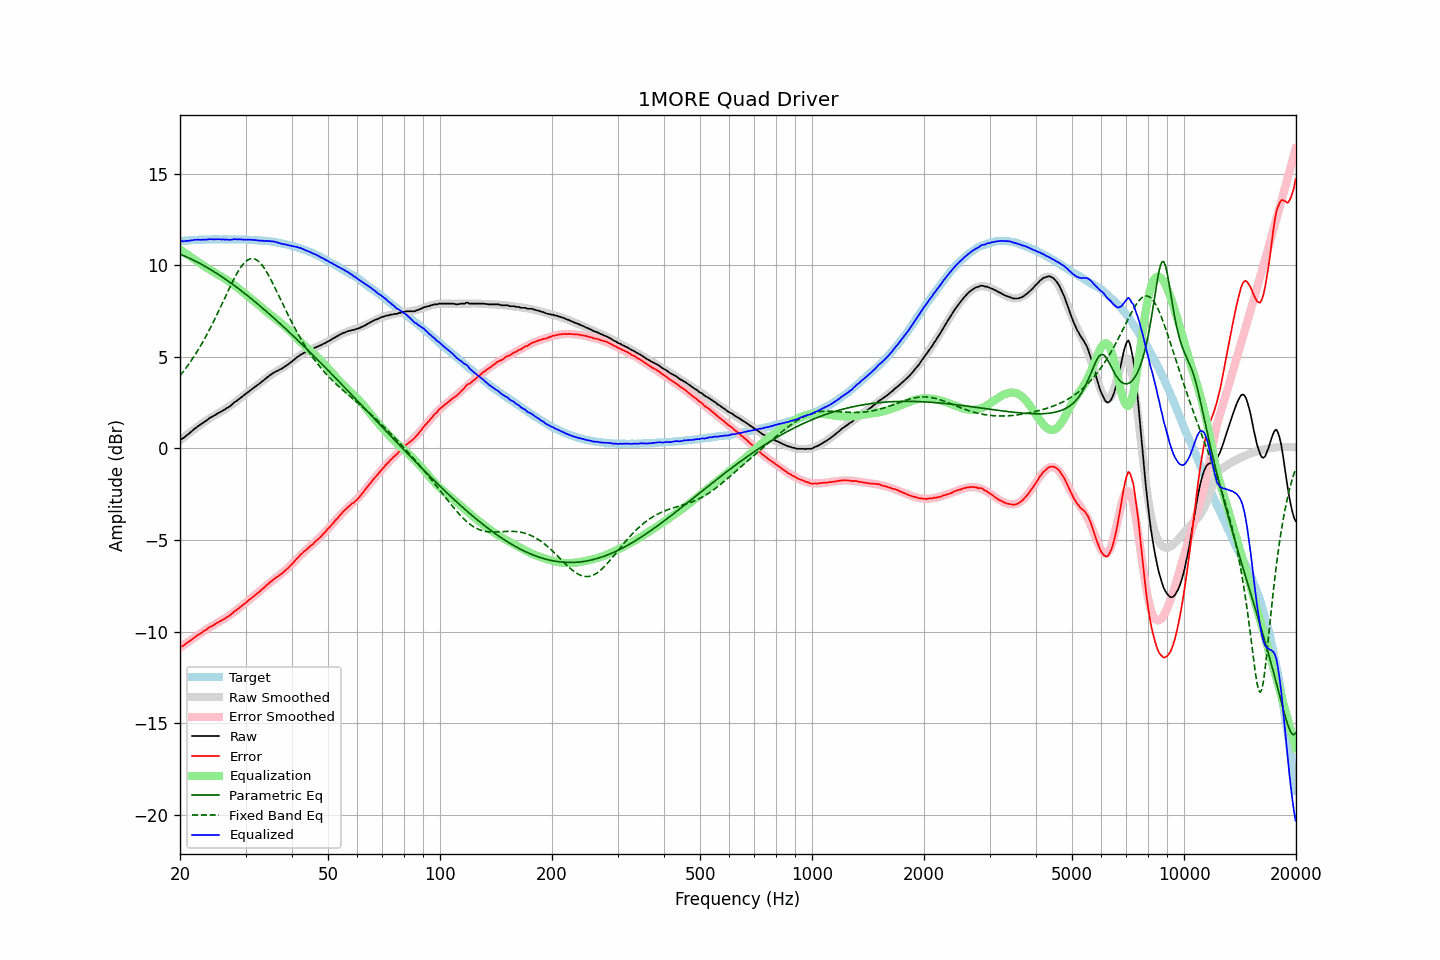 1MORE Quad Driver
Amplitude (dBr)
15
10
5
0
−5
−10
−15
−20
Target
Raw Smoothed
Error Smoothed
Raw
Error
Equalization
Parametric Eq
Fixed Band Eq
Equalized
20 50 100 200 500 1000 2000 5000 10000 20000
Frequency (Hz)